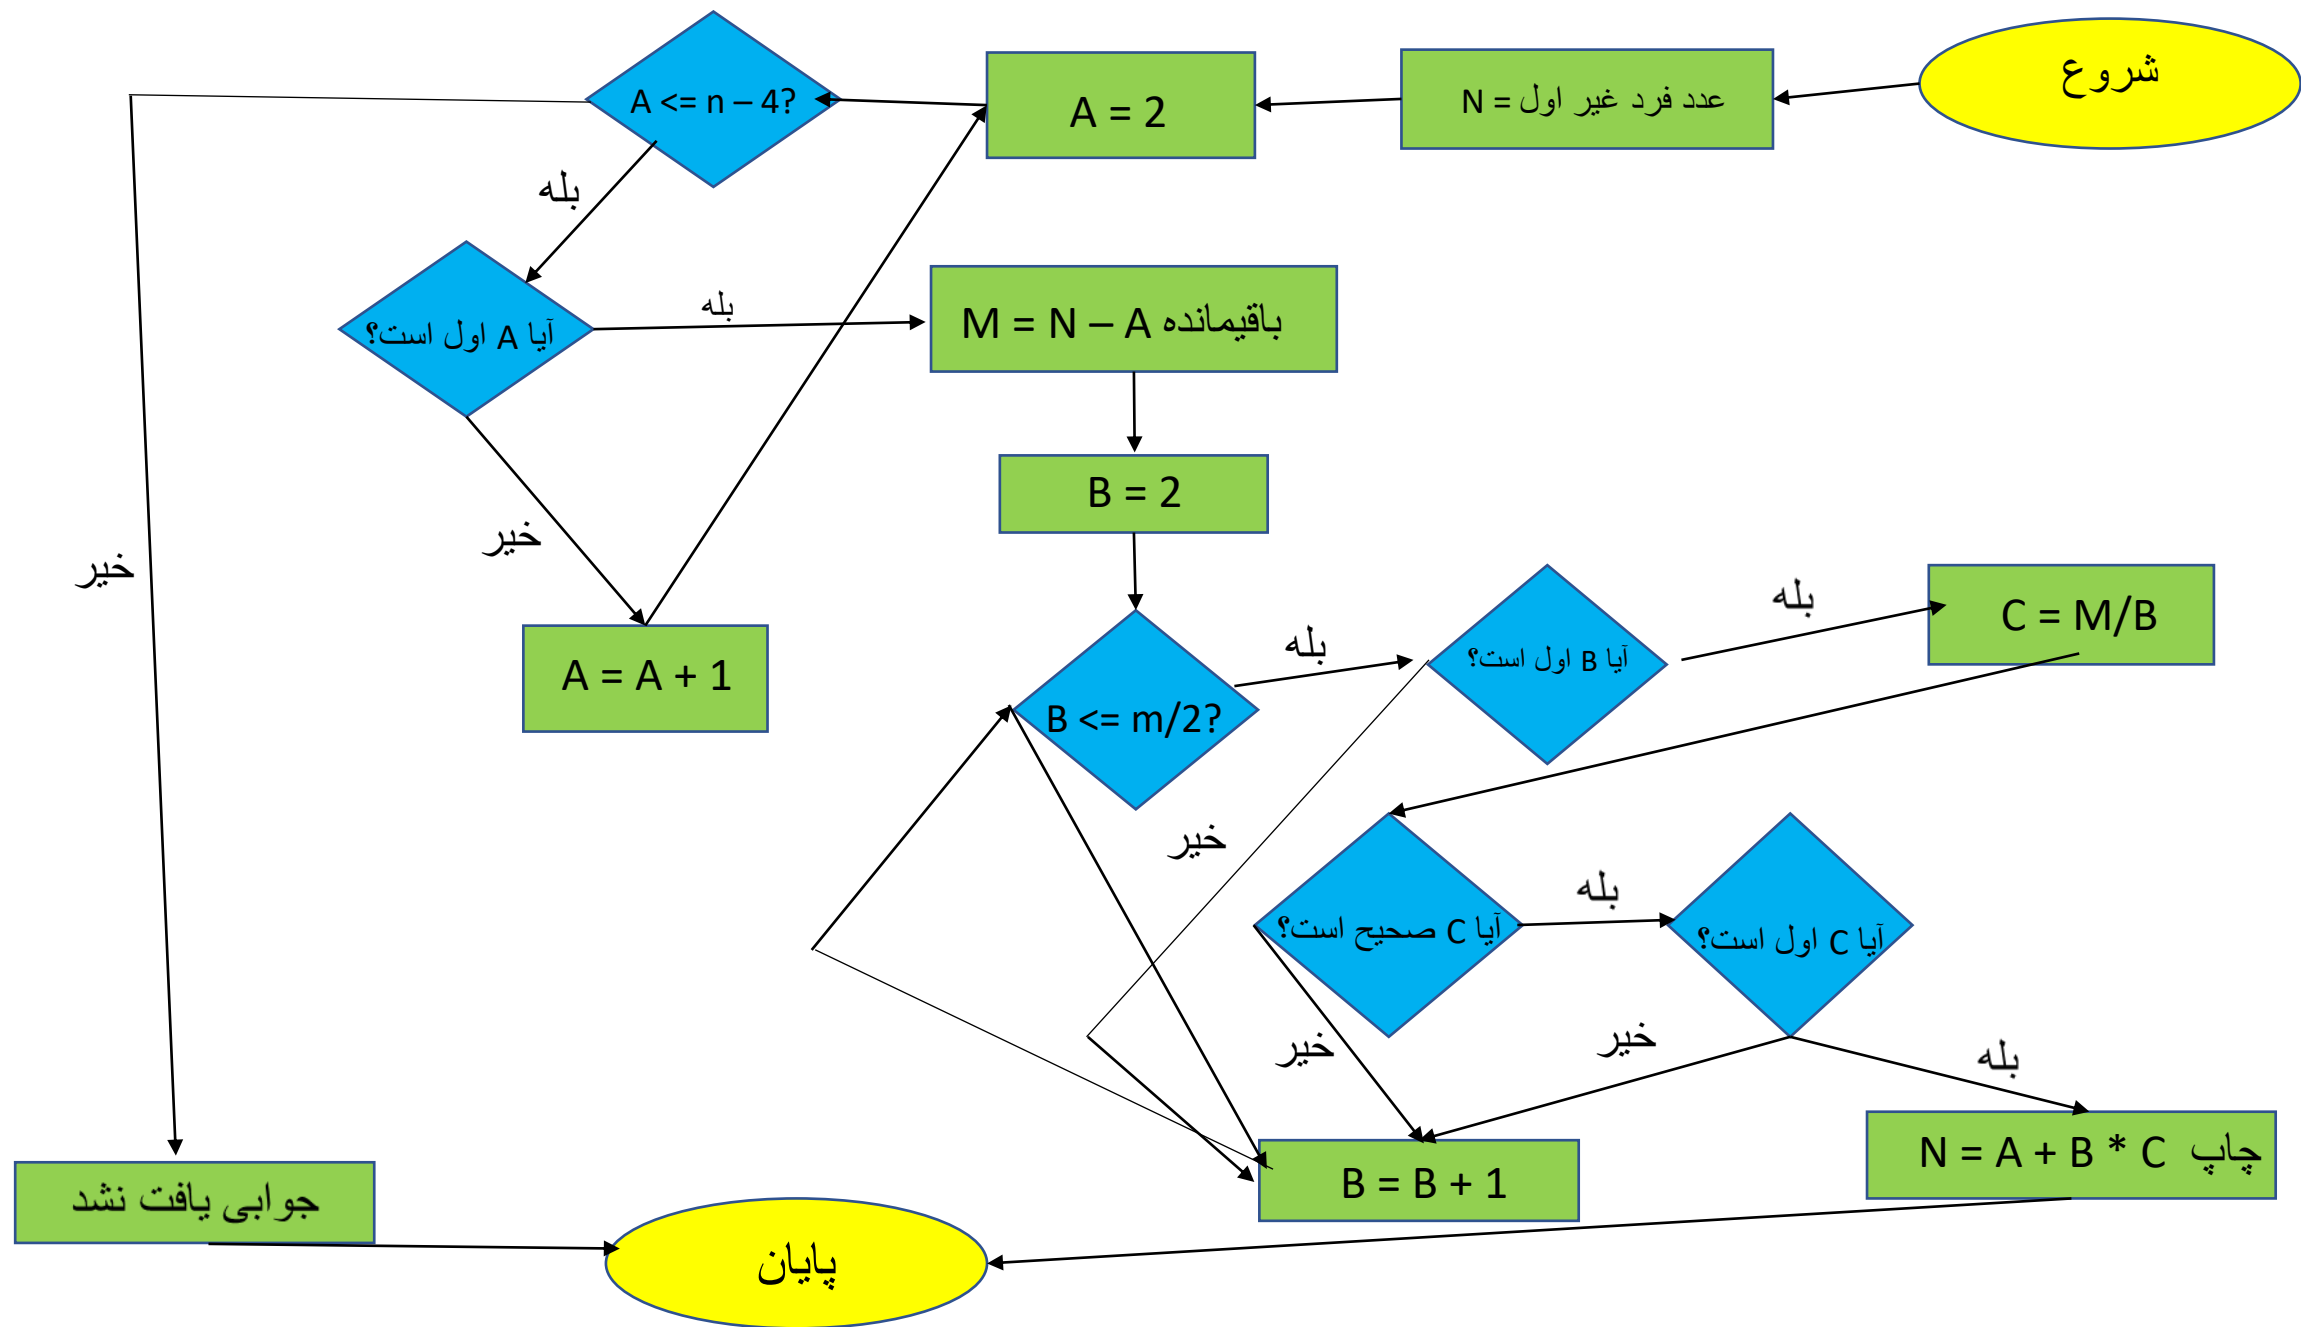 شروع
عدد فرد غیر اول = N
A = 2
A <= n – 4?
بله
خیر
آیا A اول است؟
بله
M = N – A باقیمانده
خیر
A = A + 1
B = 2
B <= m/2?
بله
آیا B اول است؟
بله
C = M/B
خیر
آیا C صحیح است؟
بله
آیا C اول است؟
خیر
خیر
بله
چاپ N = A + B * C
B = B + 1
جوابی یافت نشد
پایان